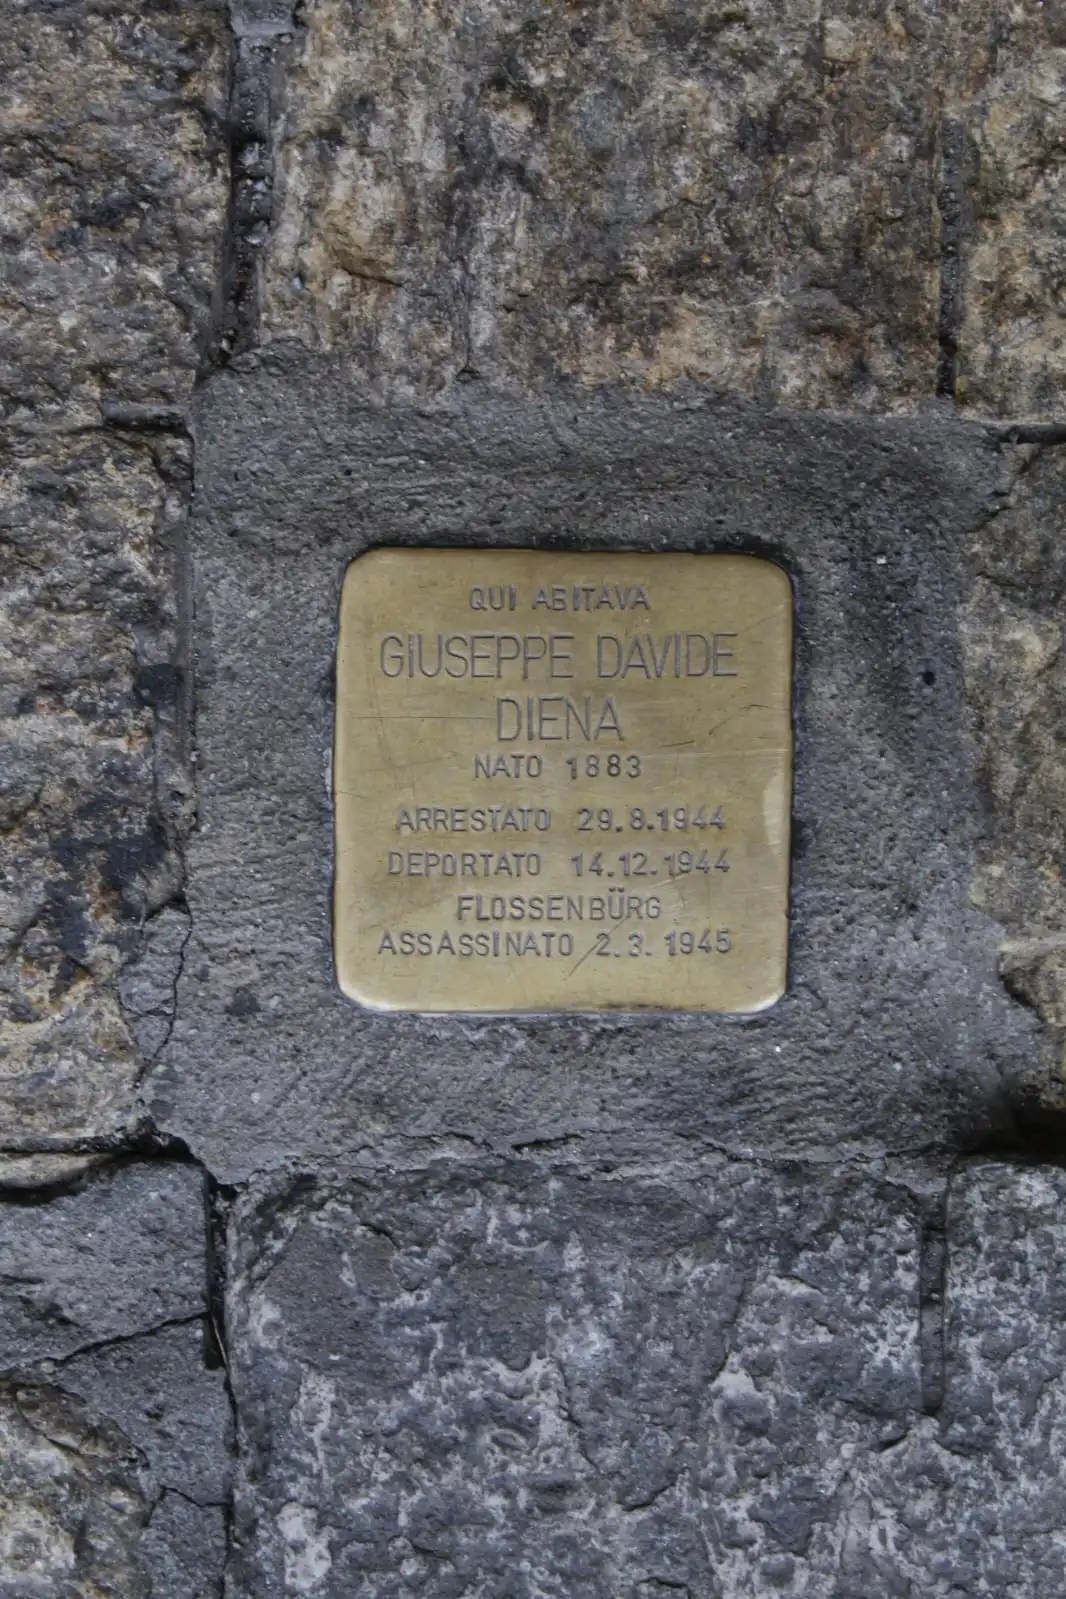 QUI ABITAVA
GIUSEPPE DAVIDE
DIENA
NATO 1883
ARRESTATO 29.8.1944
DEPORTATO 14.12.1944
FLOSSENBÜRG
ASSASSINATO 2.3.1945